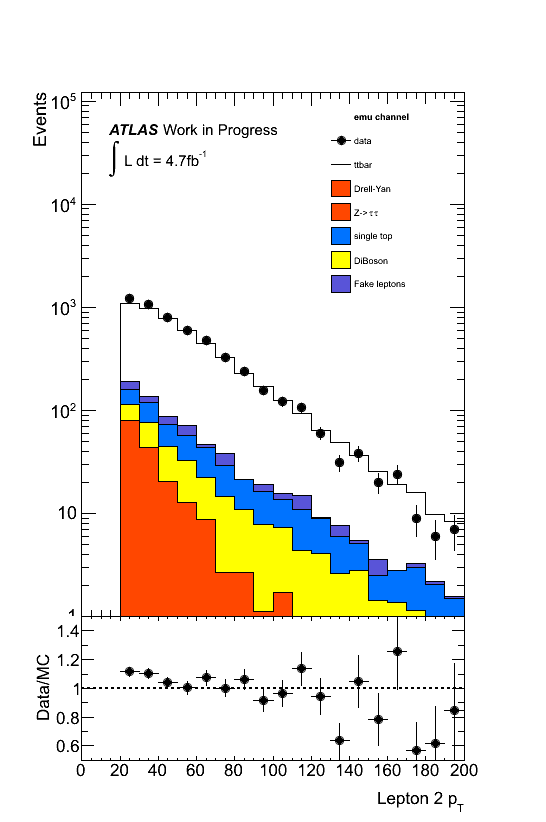 Events
10⁵
10⁴
10³
10²
10
1
ATLAS Work in Progress
∫ L dt = 4.7fb⁻¹
emu channel
data
ttbar
Drell-Yan
Z->ττ
single top
DiBoson
Fake leptons
Data/MC
1.4
1.2
1
0.8
0.6
0 20 40 60 80 100 120 140 160 180 200
Lepton 2 p_T